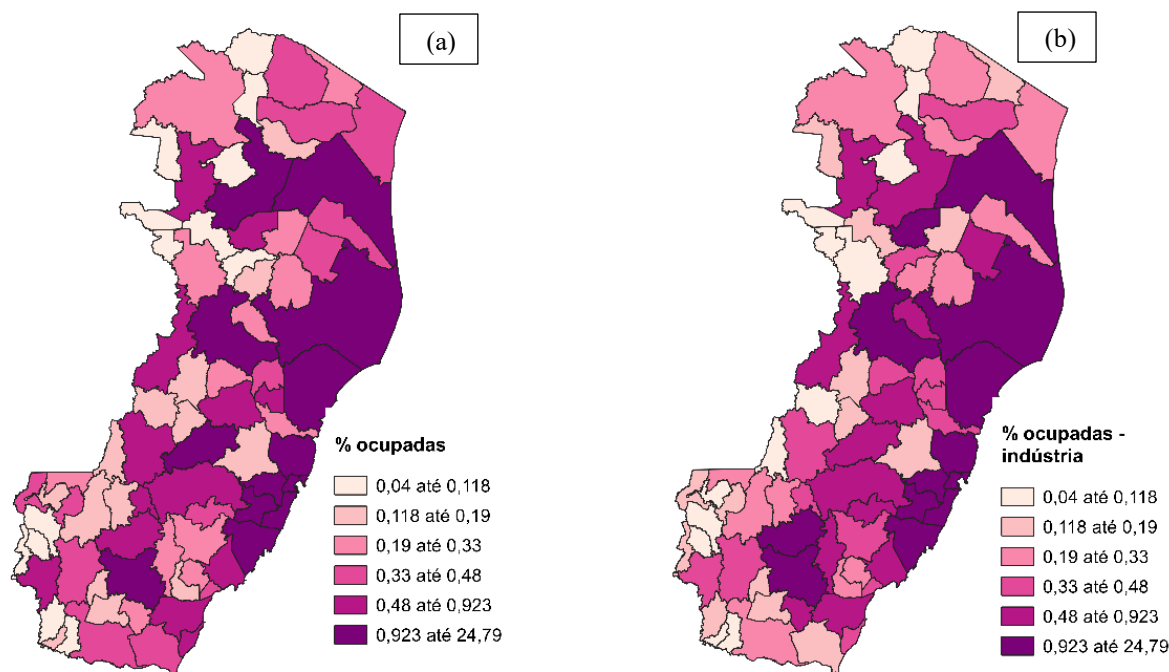 (a)
% ocupadas
0,04 até 0,118
0,118 até 0,19
0,19 até 0,33
0,33 até 0,48
0,48 até 0,923
0,923 até 24,79
(b)
% ocupadas -
indústria
0,04 até 0,118
0,118 até 0,19
0,19 até 0,33
0,33 até 0,48
0,48 até 0,923
0,923 até 24,79